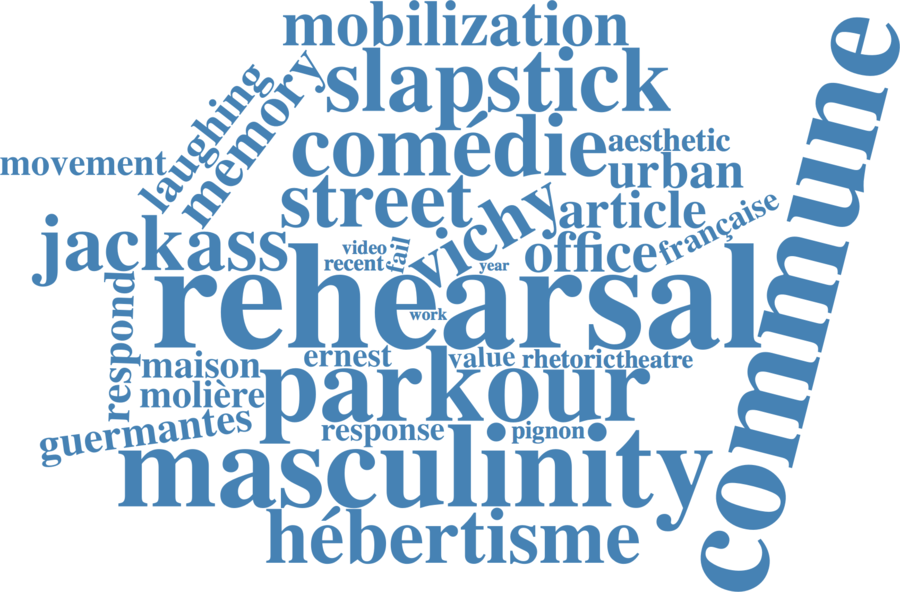 mobilization
slapstick
laughing
memory
comédie
aesthetic
movement
urban
street
vichy
article
française
commune
jackass
video
fail
recent
year
office
rehearsal
work
respond
maison
ernest
value
rhetoric
theatre
parkour
molière
guermantes
response
pignon
masculinity
hébertisme